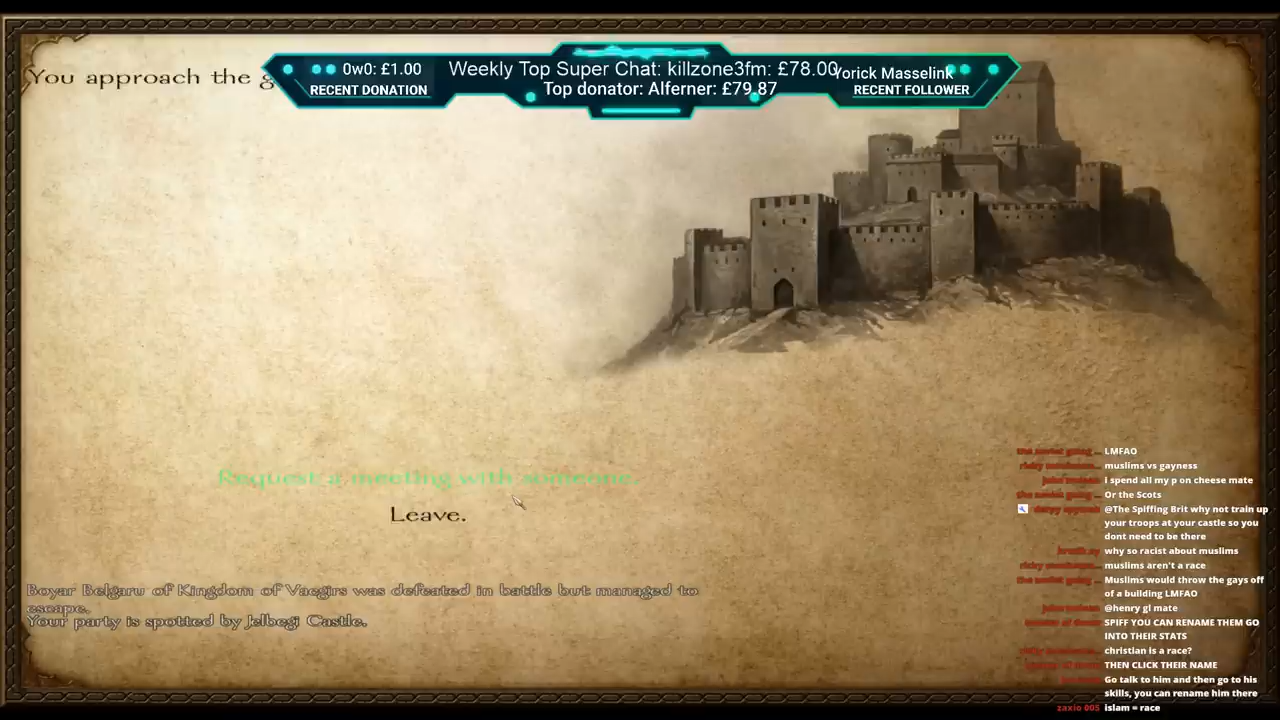 You approach the g
0w0: £1.00
RECENT DONATION
Weekly Top Super Chat: killzone3fm: £78.00
Top donator: Alferner: £79.87
Yorick Masselink
RECENT FOLLOWER
Request a meeting with someone.
Leave.
Boyar Belgaru of Kingdom of Vaegirs was defeated in battle but managed to
escape.
Your party is spotted by Jelbegi Castle.
LMFAO
muslims vs gayness
i spend all my p on cheese mate
Or the Scots
@The Spiffing Brit why not train up
your troops at your castle so you
dont need to be there
why so racist about muslims
muslims aren't a race
Muslims would throw the gays off
of a building LMFAO
@henry gl mate
SPIFF YOU CAN RENAME THEM GO
INTO THEIR STATS
christian is a race?
THEN CLICK THEIR NAME
Go talk to him and then go to his
skills, you can rename him there
zaxio 005 islam = race